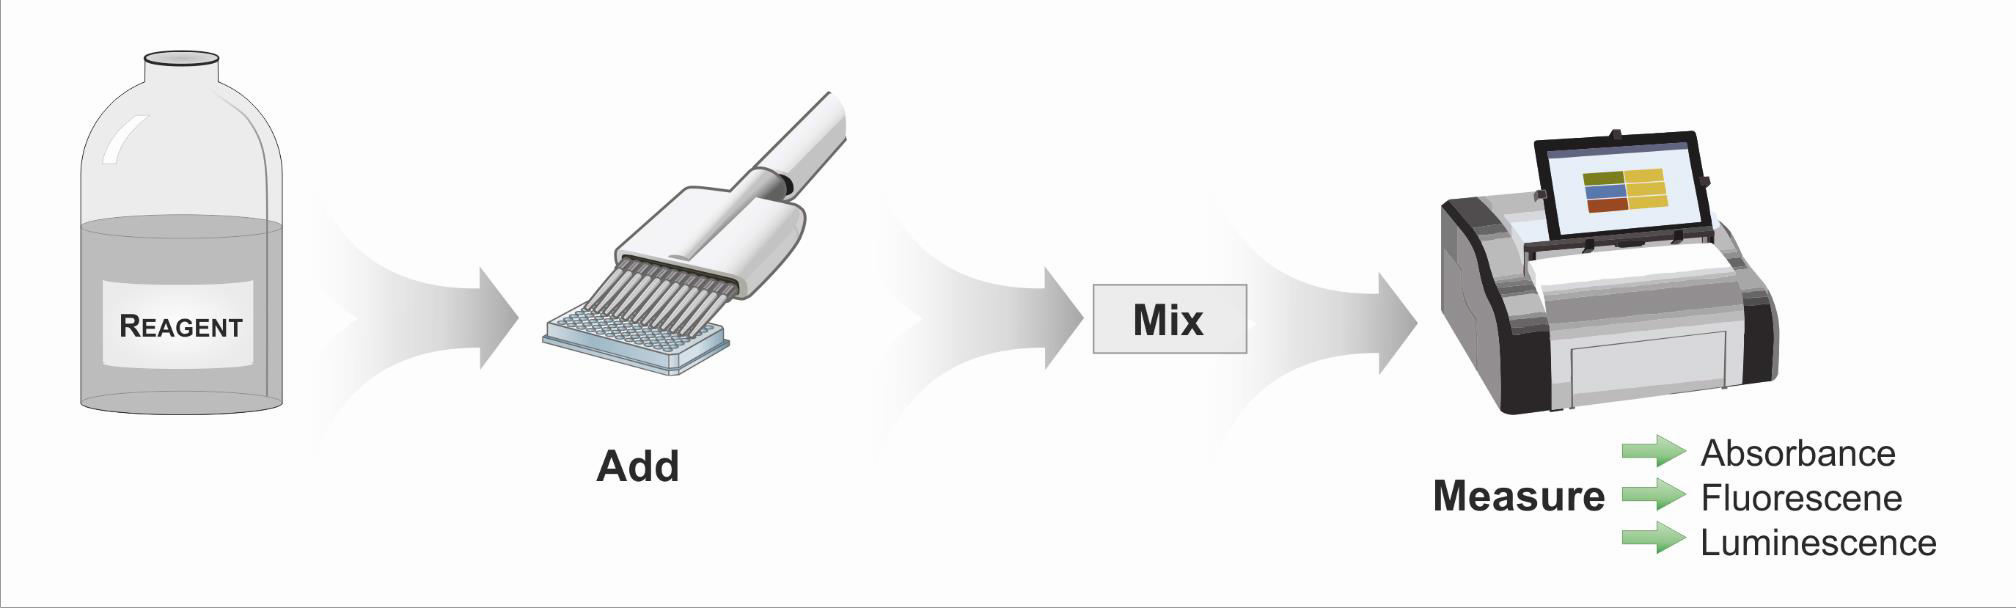 REAGENT
Add
Mix
Measure
Absorbance
Fluorescene
Luminescence